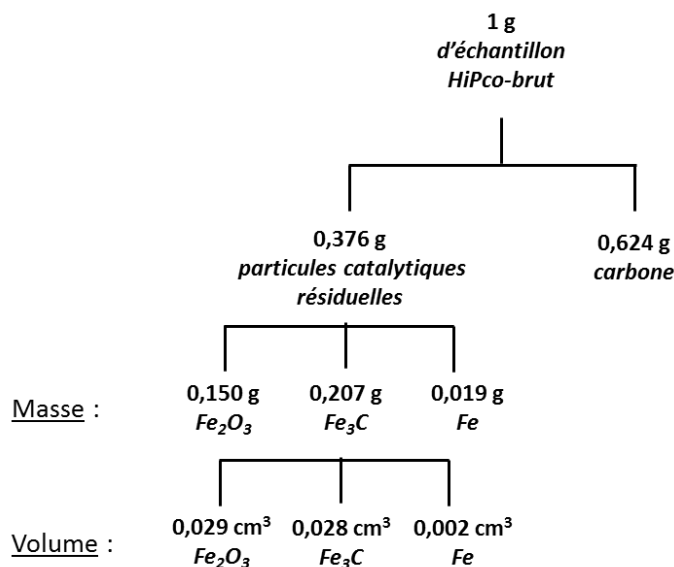 1 g
d'échantillon
HiPco-brut
0,376 g
particules catalytiques
résiduelles
0,624 g
carbone
Masse :
0,150 g
Fe₂O₃
0,207 g
Fe₃C
0,019 g
Fe
Volume :
0,029 cm³
Fe₂O₃
0,028 cm³
Fe₃C
0,002 cm³
Fe